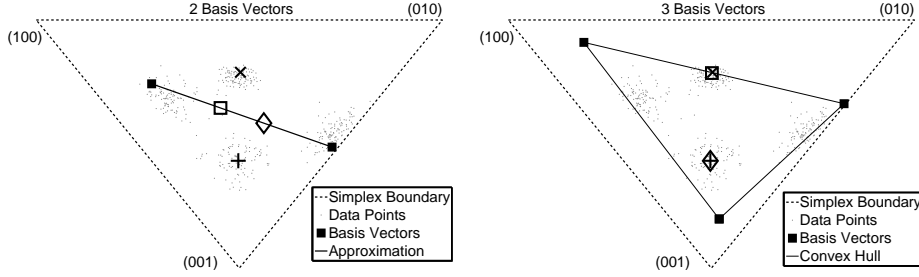 2 Basis Vectors
(010)
(100)
(001)
Simplex Boundary
Data Points
Basis Vectors
Approximation
3 Basis Vectors
(010)
(100)
(001)
Simplex Boundary
Data Points
Basis Vectors
Convex Hull